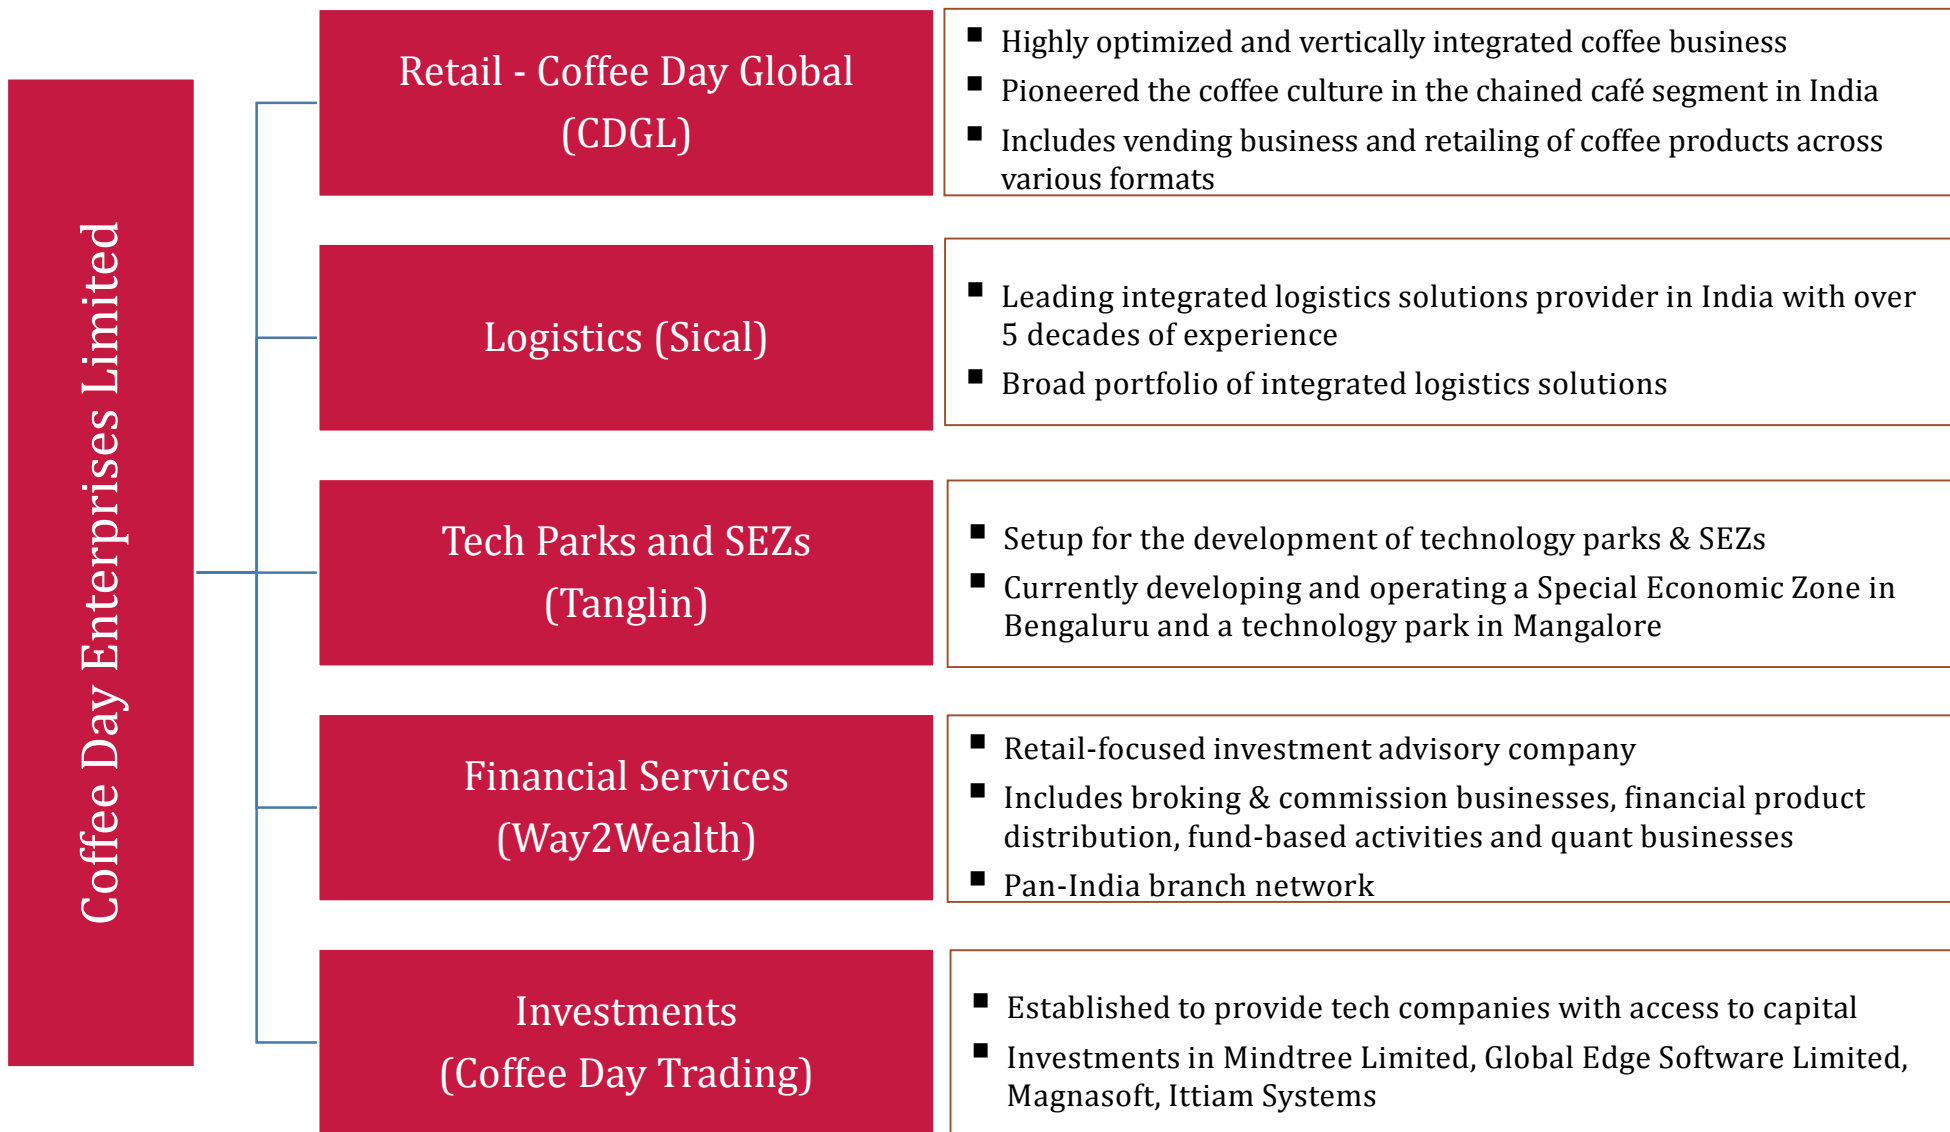 Coffee Day Enterprises Limited
Retail - Coffee Day Global
(CDGL)
■ Highly optimized and vertically integrated coffee business
■ Pioneered the coffee culture in the chained café segment in India
■ Includes vending business and retailing of coffee products across
various formats
Logistics (Sical)
■ Leading integrated logistics solutions provider in India with over
5 decades of experience
■ Broad portfolio of integrated logistics solutions
Tech Parks and SEZs
(Tanglin)
■ Setup for the development of technology parks & SEZs
■ Currently developing and operating a Special Economic Zone in
Bengaluru and a technology park in Mangalore
Financial Services
(Way2Wealth)
■ Retail-focused investment advisory company
■ Includes broking & commission businesses, financial product
distribution, fund-based activities and quant businesses
■ Pan-India branch network
Investments
(Coffee Day Trading)
■ Established to provide tech companies with access to capital
■ Investments in Mindtree Limited, Global Edge Software Limited,
Magnasoft, Ittiam Systems